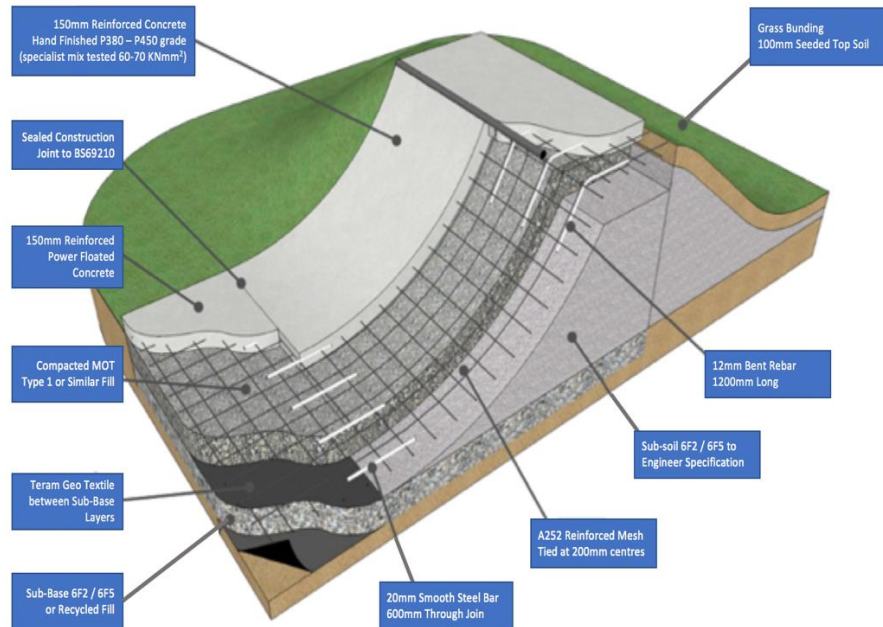 150mm Reinforced Concrete
Hand Finished P380 – P450 grade
(specialist mix tested 60-70 KNmm²)
Grass Bunding
100mm Seeded Top Soil
Sealed Construction
Joint to BS69210
150mm Reinforced
Power Floated
Concrete
Compacted MOT
Type 1 or Similar Fill
12mm Bent Rebar
1200mm Long
Sub-soil 6F2 / 6F5 to
Engineer Specification
Teram Geo Textile
between Sub-Base
Layers
A252 Reinforced Mesh
Tied at 200mm centres
Sub-Base 6F2 / 6F5
or Recycled Fill
20mm Smooth Steel Bar
600mm Through Join